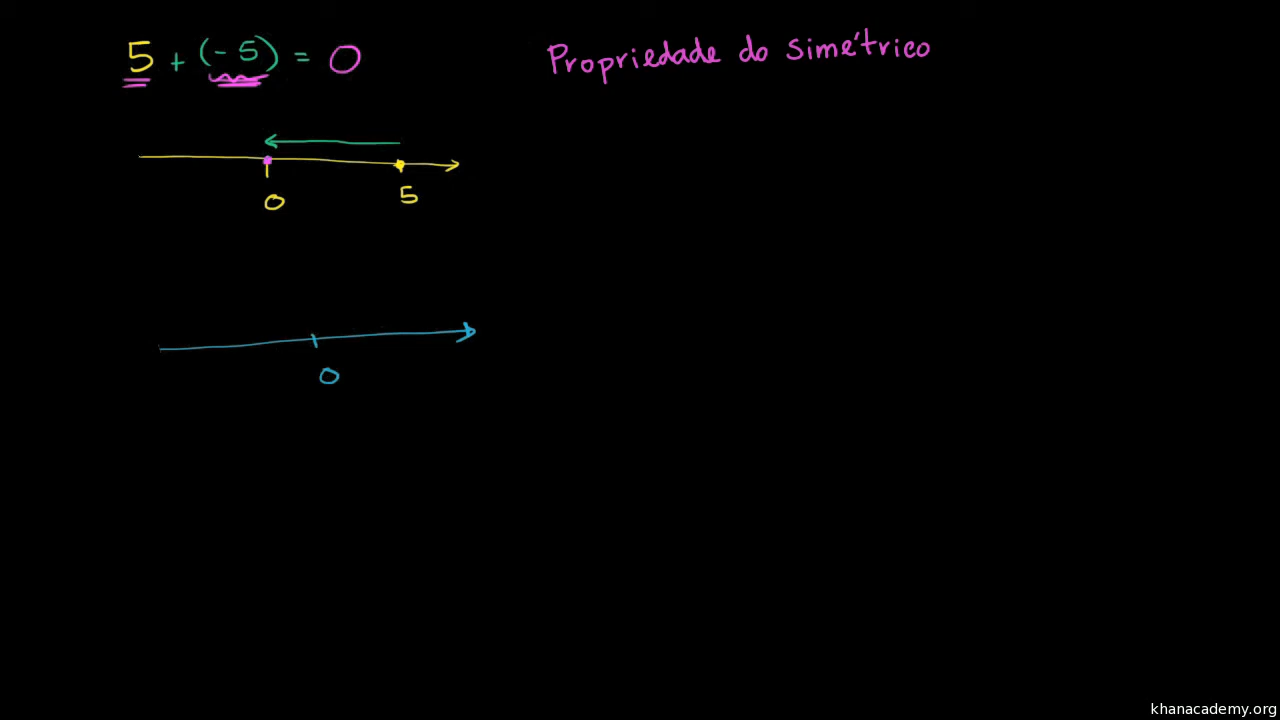 5 + (-5) = 0
Propriedade do simétrico
0 5
0
khanacademy.org